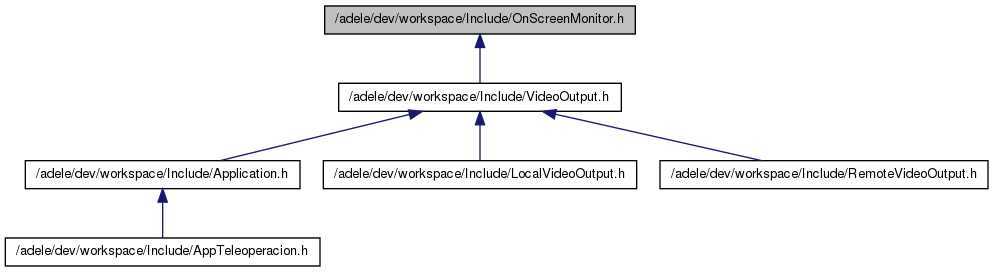 /adele/dev/workspace/Include/OnScreenMonitor.h
/adele/dev/workspace/Include/VideoOutput.h
/adele/dev/workspace/Include/Application.h
/adele/dev/workspace/Include/LocalVideoOutput.h
/adele/dev/workspace/Include/RemoteVideoOutput.h
/adele/dev/workspace/Include/AppTeleoperacion.h